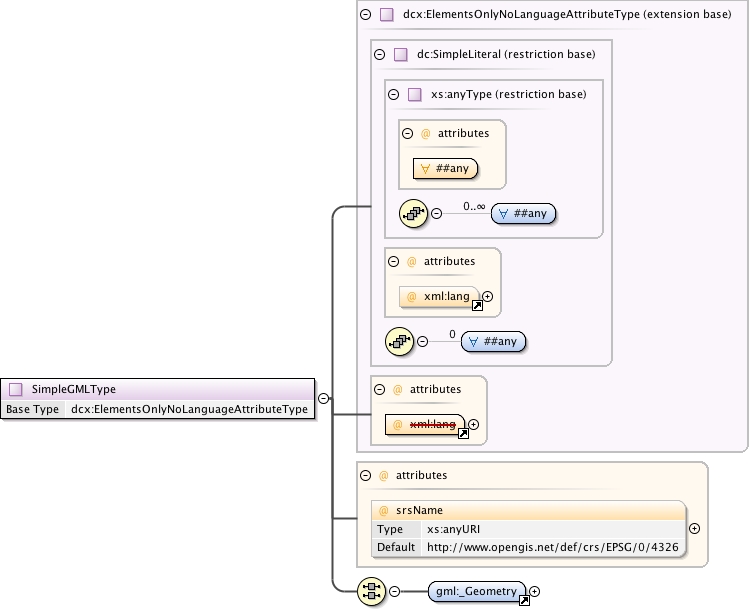 dcx:ElementsOnlyNoLanguageAttributeType (extension base)
dc:SimpleLiteral (restriction base)
xs:anyType (restriction base)
@ attributes
∀ ##any
0..∞
∀ ##any
@ attributes
@ xml:lang
0
∀ ##any
SimpleGMLType
Base Type dcx:ElementsOnlyNoLanguageAttributeType
@ attributes
@ xml:lang
@ attributes
@ srsName
Type xs:anyURI
Default http://www.opengis.net/def/crs/EPSG/0/4326
gml:_Geometry